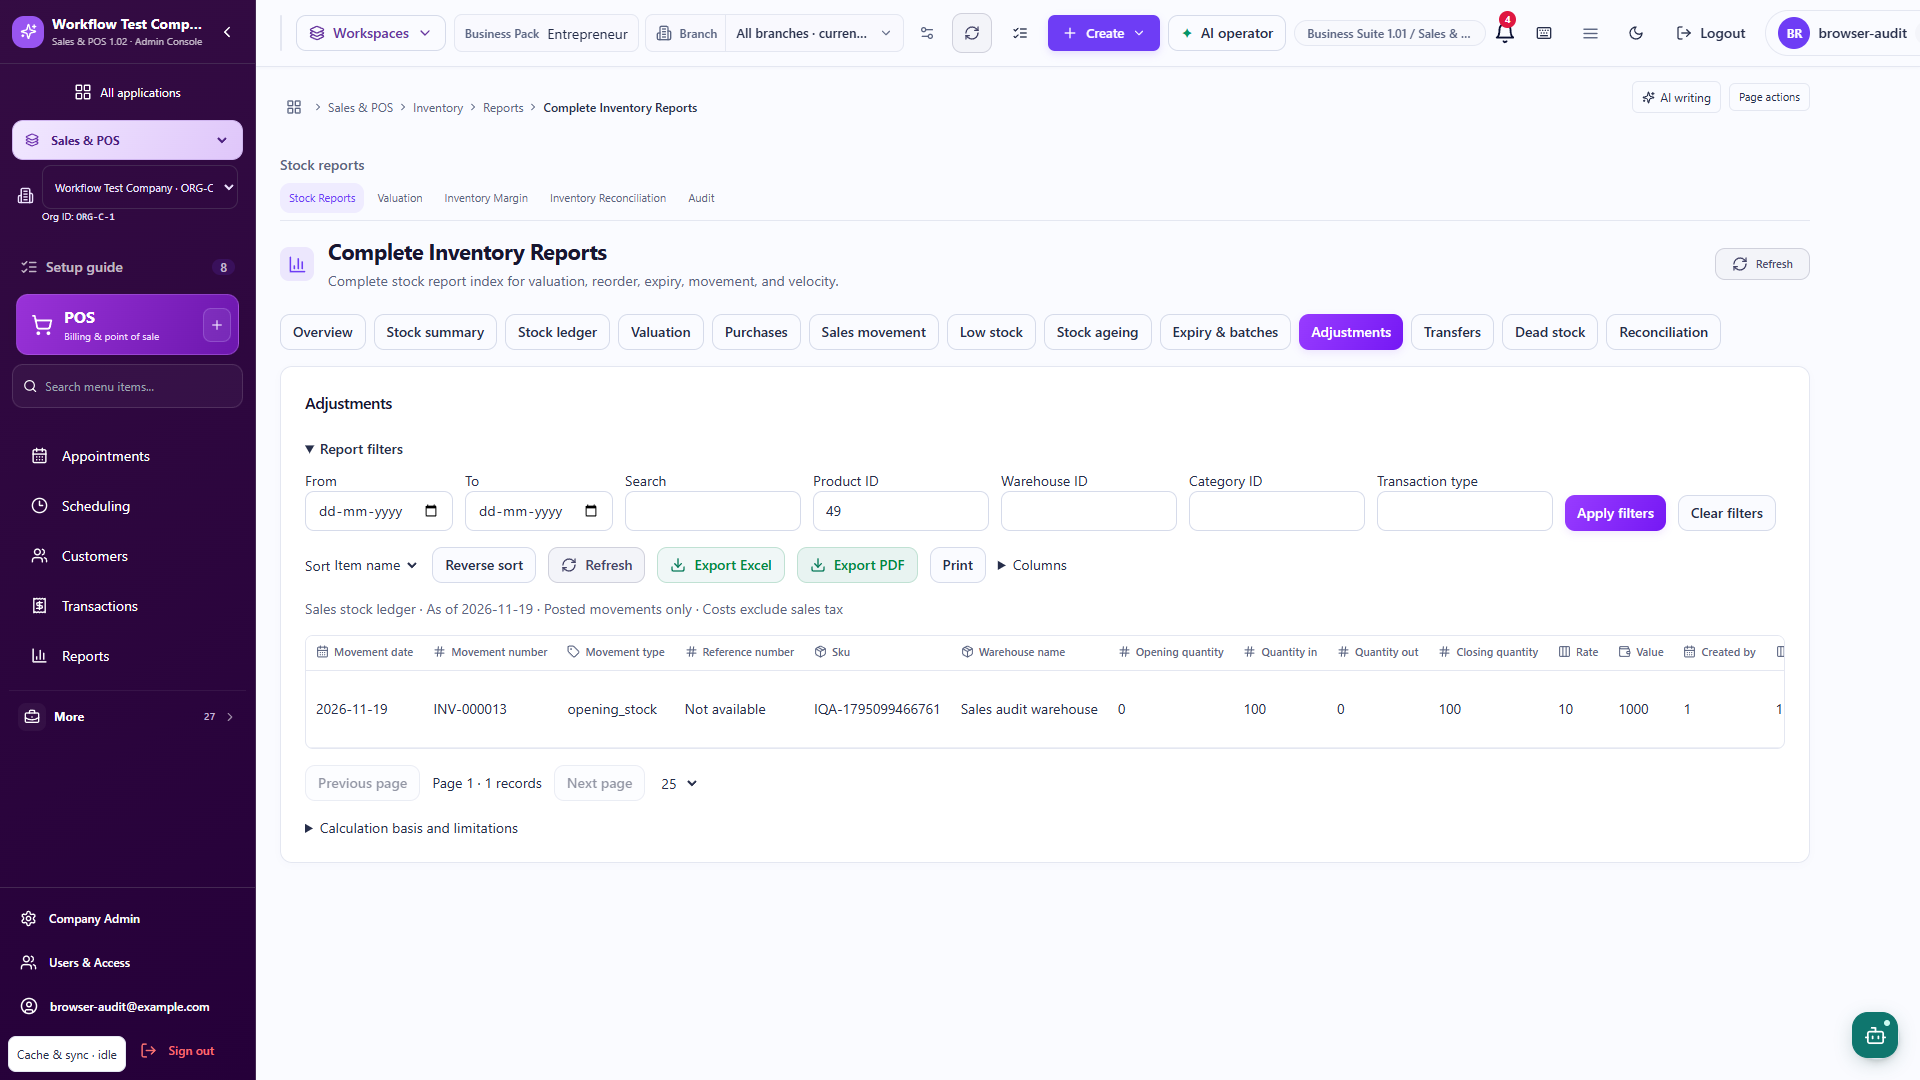 Workflow Test Comp...
Sales & POS 1.02 · Admin Console
All applications
Sales & POS
Workflow Test Company · ORG-C
Org ID: ORG-C-1
Setup guide 8
POS
Billing & point of sale
Search menu items...
Appointments
Scheduling
Customers
Transactions
Reports
More 27
Company Admin
Users & Access
browser-audit@example.com
Cache & sync · idle
Sign out
Workspaces
Business Pack Entrepreneur
Branch All branches · curren...
Create
AI operator
Business Suite 1.01 / Sales & ...
4
Logout
BR browser-audit
Sales & POS > Inventory > Reports > Complete Inventory Reports
AI writing
Page actions
Stock reports
Stock Reports Valuation Inventory Margin Inventory Reconciliation Audit
Complete Inventory Reports
Complete stock report index for valuation, reorder, expiry, movement, and velocity.
Refresh
Overview Stock summary Stock ledger Valuation Purchases Sales movement Low stock Stock ageing Expiry & batches Adjustments Transfers Dead stock Reconciliation
Adjustments
Report filters
From To Search Product ID Warehouse ID Category ID Transaction type
dd-mm-yyyy dd-mm-yyyy 49 Apply filters Clear filters
Sort Item name Reverse sort Refresh Export Excel Export PDF Print Columns
Sales stock ledger · As of 2026-11-19 · Posted movements only · Costs exclude sales tax
Movement date Movement number Movement type Reference number Sku Warehouse name Opening quantity Quantity in Quantity out Closing quantity Rate Value Created by
2026-11-19 INV-000013 opening_stock Not available IQA-1795099466761 Sales audit warehouse 0 100 0 100 10 1000 1 1
Previous page Page 1 · 1 records Next page 25
Calculation basis and limitations